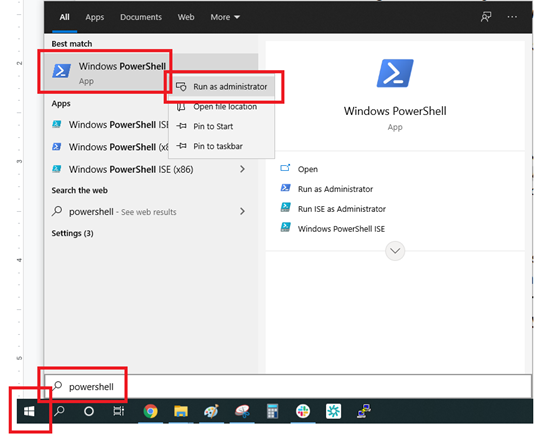 All Apps Documents Web More
Best match
Windows PowerShell
App
Run as administrator
Open file location
Pin to Start
Pin to taskbar
Apps
Windows PowerShell ISE
Windows PowerShell (x8
Windows PowerShell ISE (x86)
Search the web
powershell - See web results
Settings (3)
Windows PowerShell
App
Open
Run as Administrator
Run ISE as Administrator
Windows PowerShell ISE
powershell
2
3
4
5